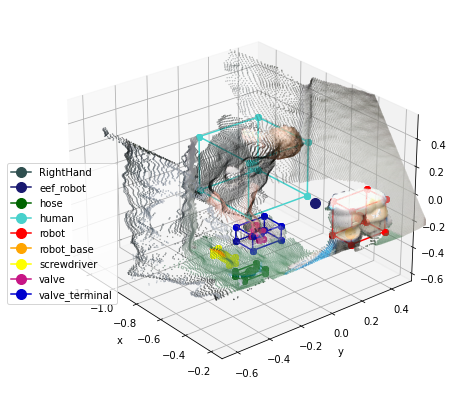 RightHand
eef_robot
hose
human
robot
robot_base
screwdriver
valve
valve_terminal
0.4
0.2
0.0
−0.2
−0.4
−0.6
−1.0
−0.8
−0.6
−0.4
−0.2
x
−0.6
−0.4
−0.2
0.0
0.2
0.4
y